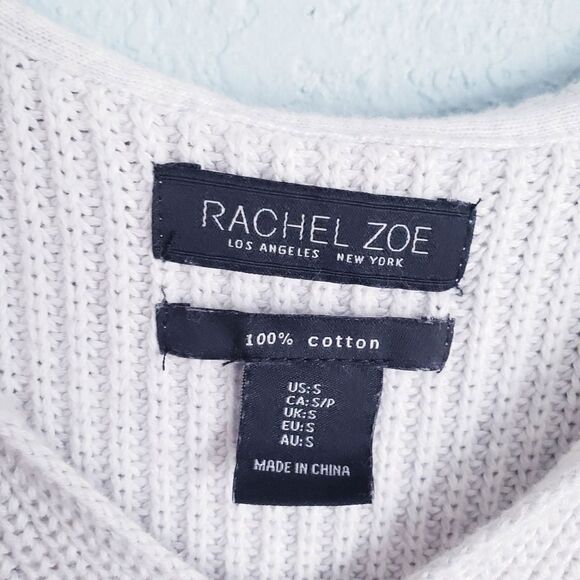 RACHEL ZOE
LOS ANGELES NEW YORK
100% cotton
US: S
CA: S/P
UK: S
EU: S
AU: S
MADE IN CHINA